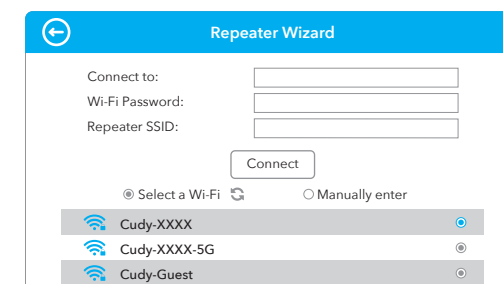 Repeater Wizard
Connect to:
Wi-Fi Password:
Repeater SSID:
Connect
Select a Wi-Fi Manually enter
Cudy-XXXX
Cudy-XXXX-5G
Cudy-Guest